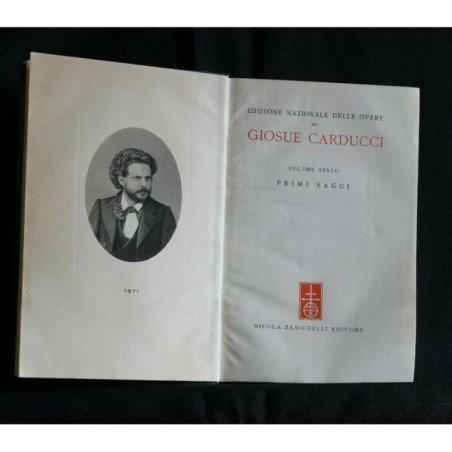 1871
EDIZIONE NAZIONALE DELLE OPERE
DI
GIOSUE CARDUCCI
VOLUME SESTO
PRIMI SAGGI
NICOLA ZANICHELLI EDITORE